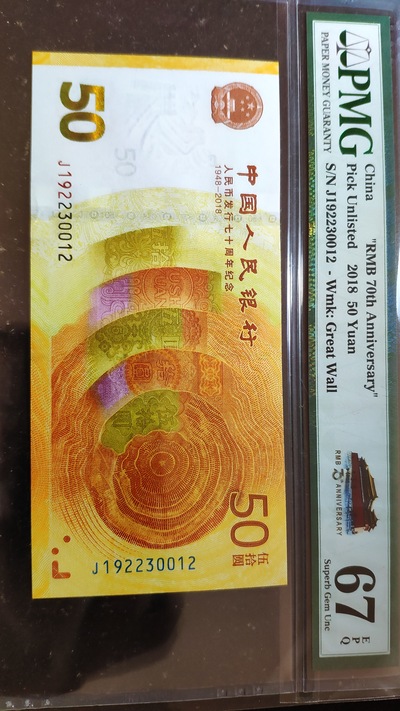 PMG
PAPER MONEY GUARANTY
China
"RMB 70th Anniversary"
Pick Unlisted 2018 50 Yuan
S/N J192230012 - Wmk: Great Wall
RMB
ANNIVERSARY
67
EPQ
Superb Gem Unc
中国人民银行
人民币发行七十周年纪念
1948-2018
50
J192230012
50
50
伍拾圆
J192230012